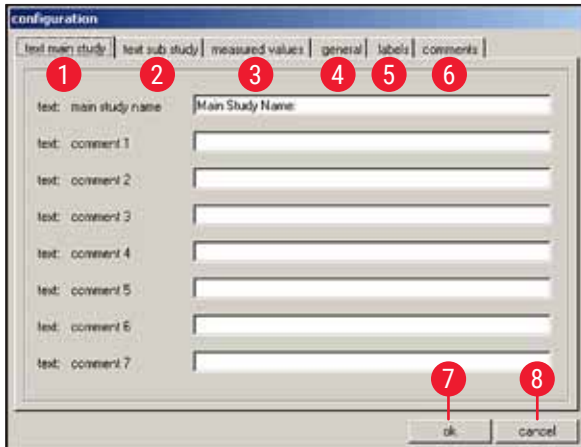 configuration
text main study text sub study measured values general labels comments
1 2 3 4 5 6
text: main study name Main Study Name:
text: comment 1
text: comment 2
text: comment 3
text: comment 4
text: comment 5
text: comment 6
text: comment 7
7 8
ok cancel